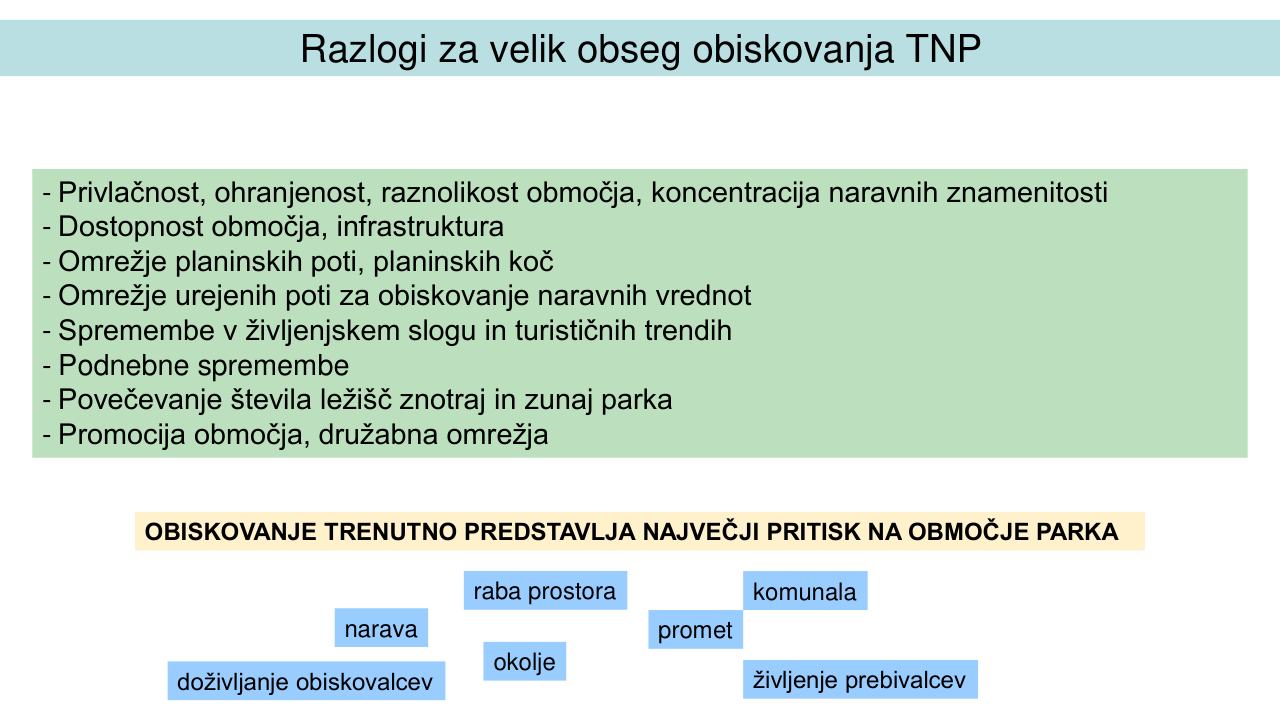 Razlogi za velik obseg obiskovanja TNP
- Privlačnost, ohranjenost, raznolikost območja, koncentracija naravnih znamenitosti
- Dostopnost območja, infrastruktura
- Omrežje planinskih poti, planinskih koč
- Omrežje urejenih poti za obiskovanje naravnih vrednot
- Spremembe v življenjskem slogu in turističnih trendih
- Podnebne spremembe
- Povečevanje števila ležišč znotraj in zunaj parka
- Promocija območja, družabna omrežja
OBISKOVANJE TRENUTNO PREDSTAVLJA NAJVEČJI PRITISK NA OBMOČJE PARKA
raba prostora
komunala
narava
promet
okolje
doživljanje obiskovalcev
življenje prebivalcev